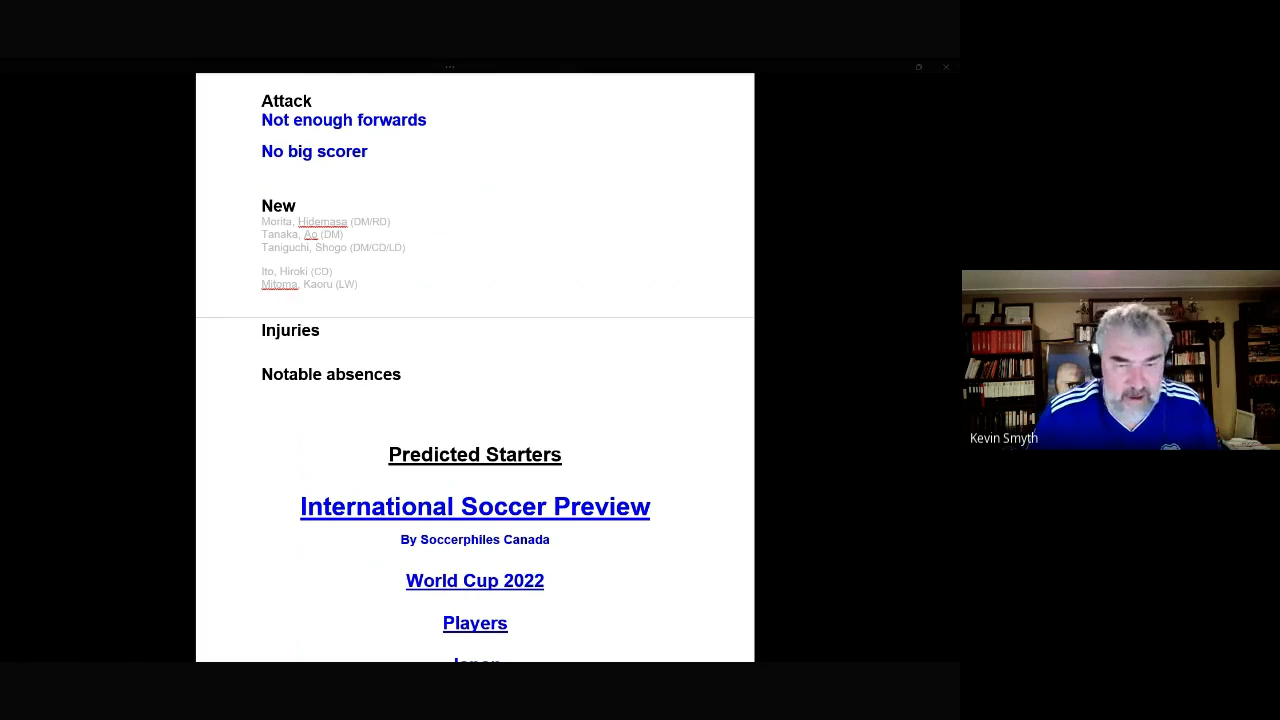 Attack
Not enough forwards
No big scorer
New
Morita, Hidemasa (DM/RD)
Tanaka, Ao (DM)
Taniguchi, Shogo (DM/CD/LD)
Ito, Hiroki (CD)
Mitoma, Kaoru (LW)
Injuries
Notable absences
Predicted Starters
International Soccer Preview
By Soccerphiles Canada
World Cup 2022
Players
Kevin Smyth